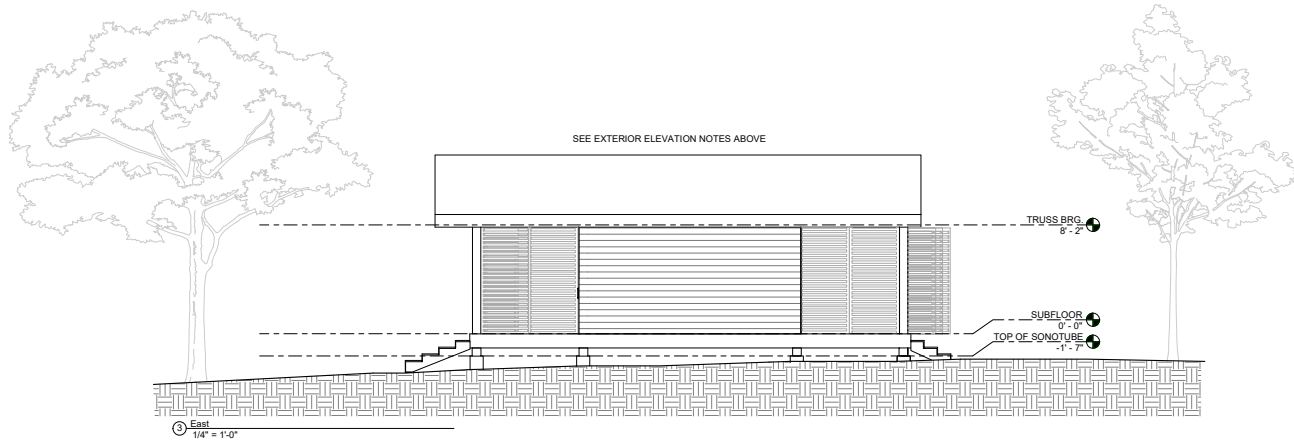 SEE EXTERIOR ELEVATION NOTES ABOVE
TRUSS BRG.
8' - 2"
SUBFLOOR
0' - 0"
TOP OF SONOTUBE
-1' - 7"
3
East
1/4" = 1'-0"